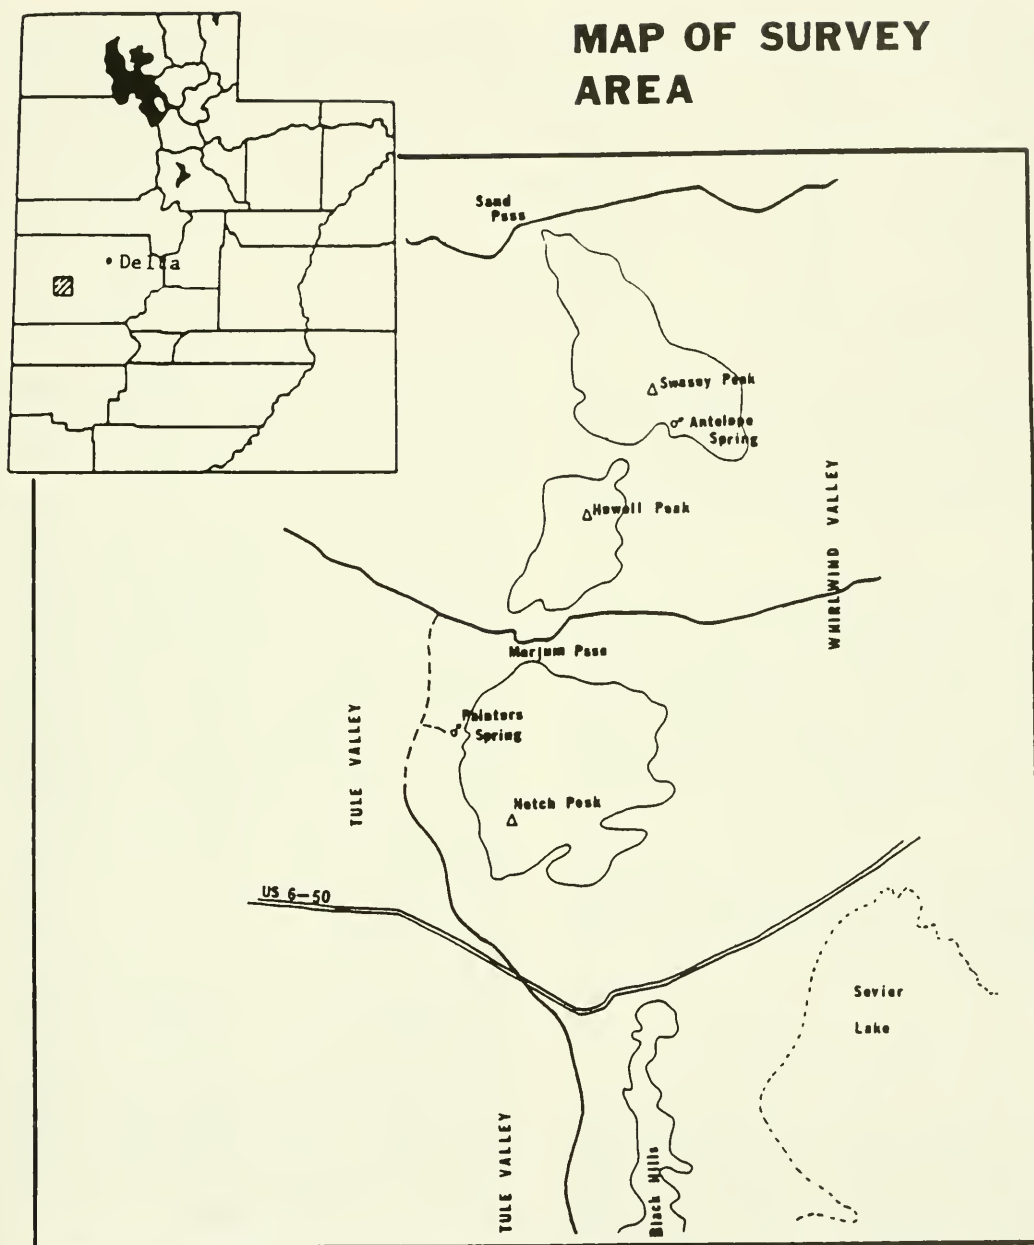 MAP OF SURVEY
AREA
Delta
Sand
Pass
Swasey Peak
Antelope
Spring
Howell Peak
WHIRLWIND VALLEY
Marjum Pass
Painters
Spring
TULE VALLEY
Notch Peak
US 6-50
Sevier
Lake
TULE VALLEY
Black Hills